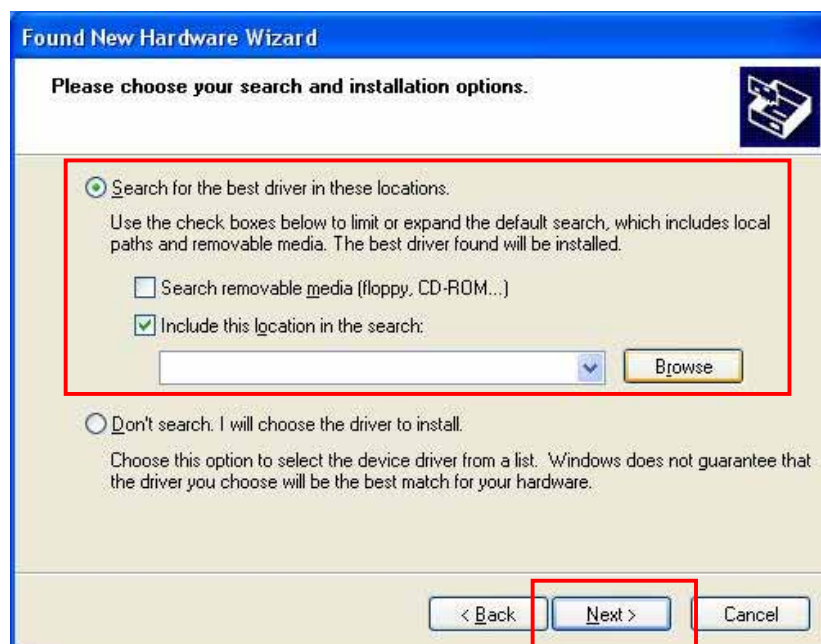 Found New Hardware Wizard
Please choose your search and installation options.
Search for the best driver in these locations.
Use the check boxes below to limit or expand the default search, which includes local
paths and removable media. The best driver found will be installed.
Search removable media (floppy, CD-ROM...)
Include this location in the search:
Browse
Don't search. I will choose the driver to install.
Choose this option to select the device driver from a list. Windows does not guarantee that
the driver you choose will be the best match for your hardware.
< Back Next > Cancel